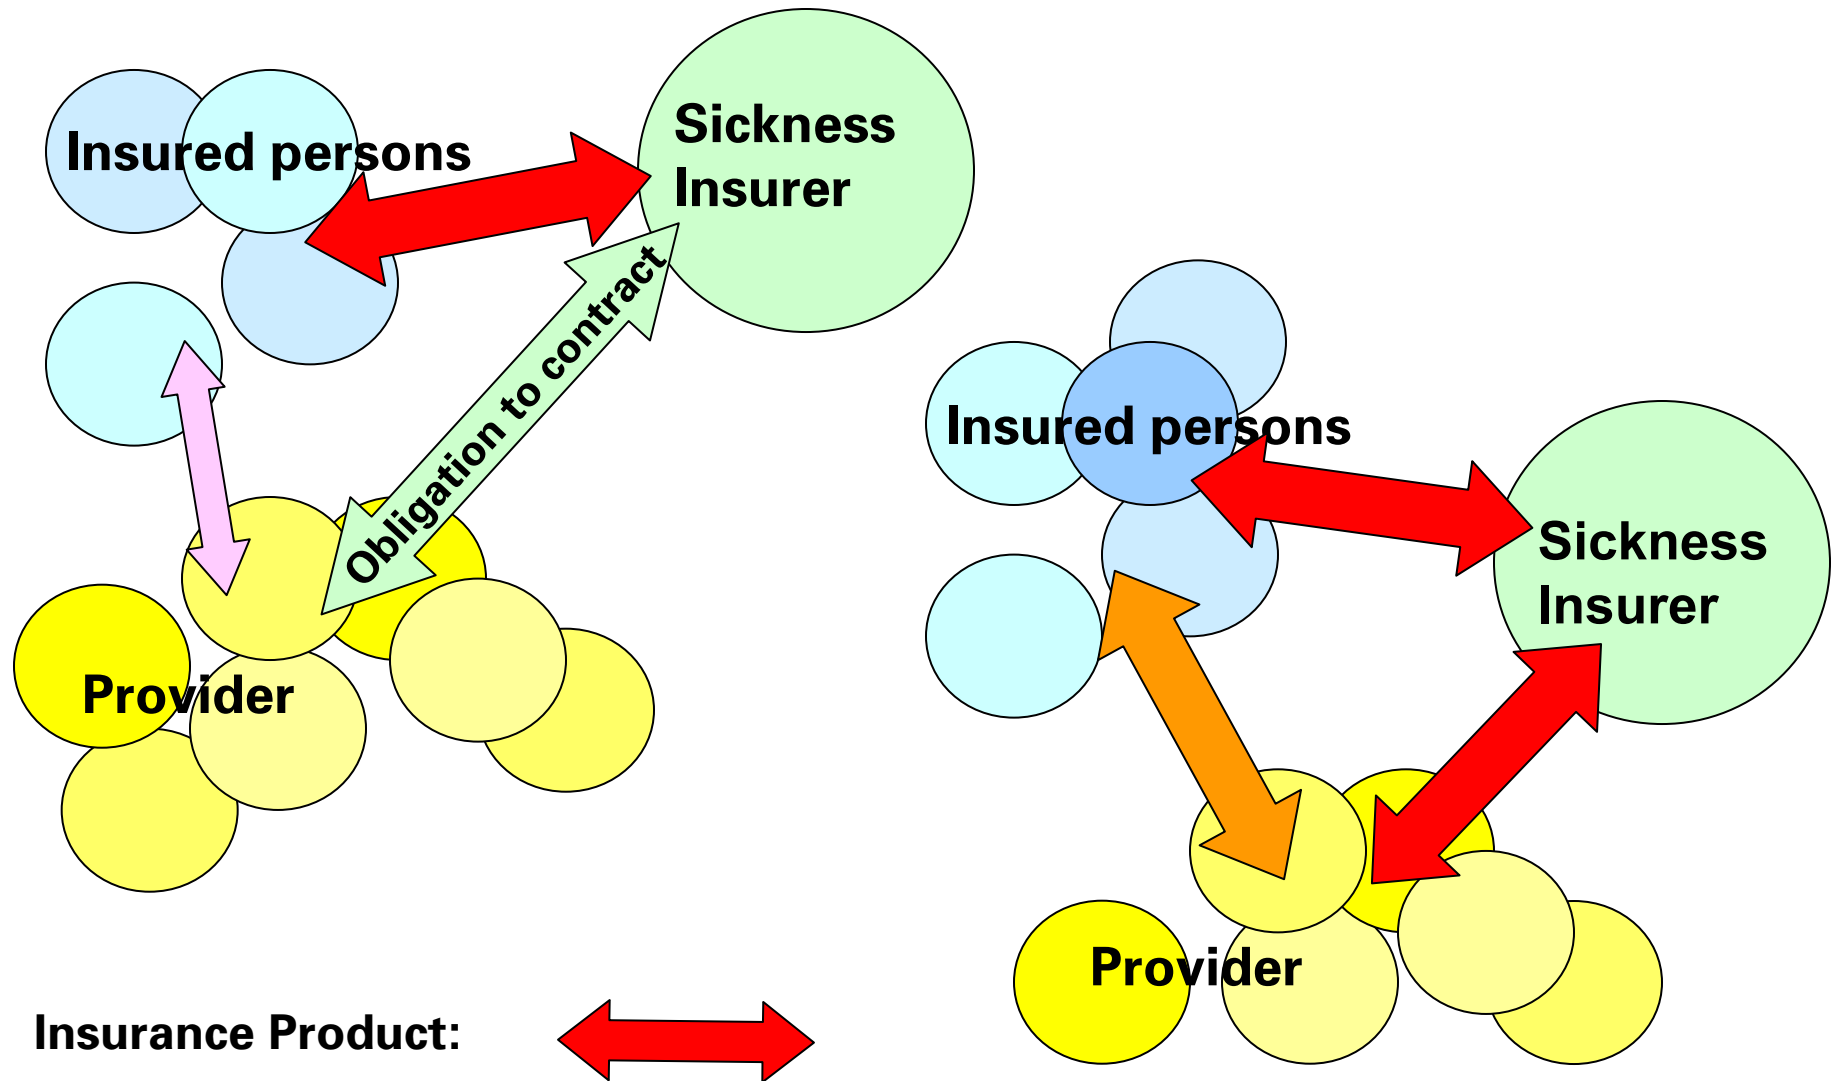 Insured persons
Sickness
Insurer
Obligation to contract
Provider
Insured persons
Sickness
Insurer
Provider
Insurance Product: